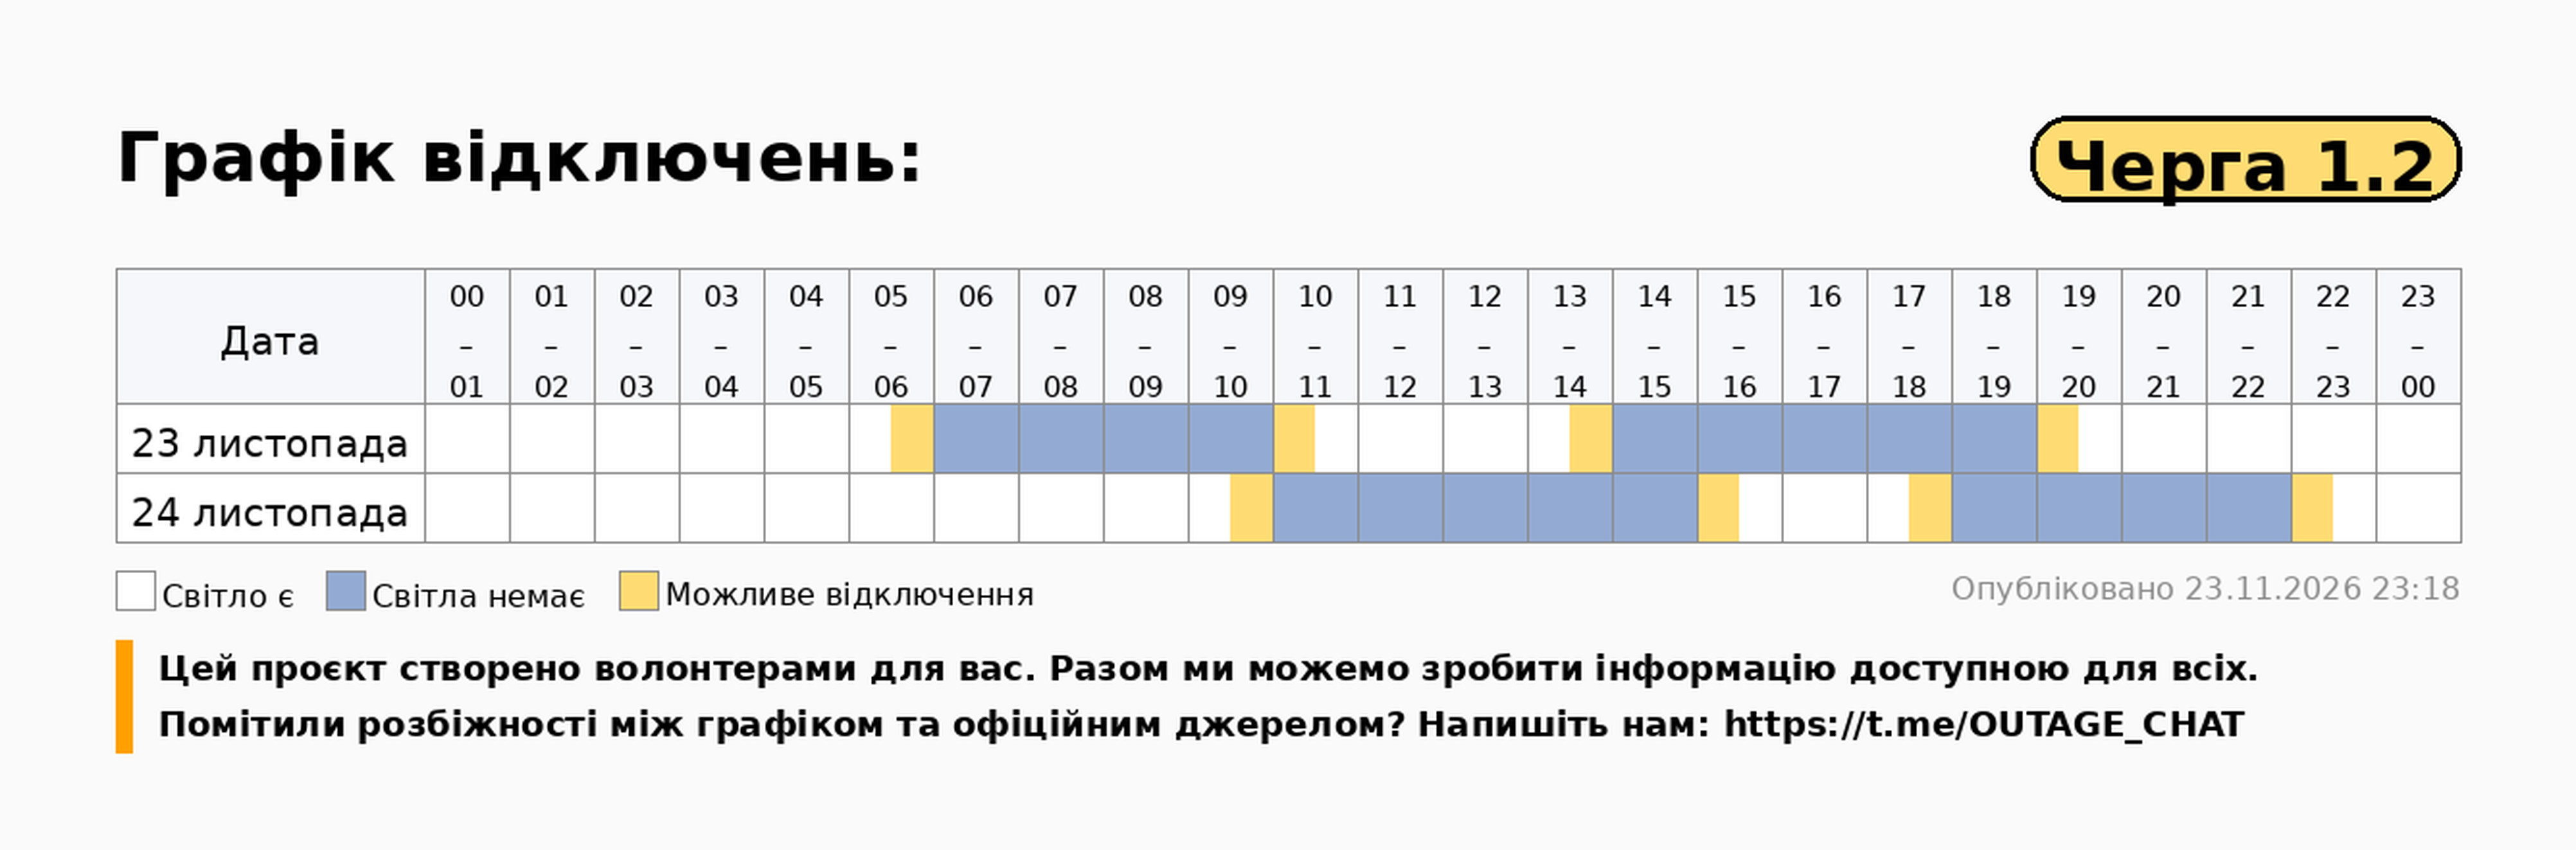 Графік відключень:
Черга 1.2
Дата 00 – 01 01 – 02 02 – 03 03 – 04 04 – 05 05 – 06 06 – 07 07 – 08 08 – 09 09 – 10 10 – 11 11 – 12 12 – 13 13 – 14 14 – 15 15 – 16 16 – 17 17 – 18 18 – 19 19 – 20 20 – 21 21 – 22 22 – 23 23 – 00
23 листопада
24 листопада
Світло є Світла немає Можливе відключення
Опубліковано 23.11.2026 23:18
Цей проєкт створено волонтерами для вас. Разом ми можемо зробити інформацію доступною для всіх.
Помітили розбіжності між графіком та офіційним джерелом? Напишіть нам: https://t.me/OUTAGE_CHAT